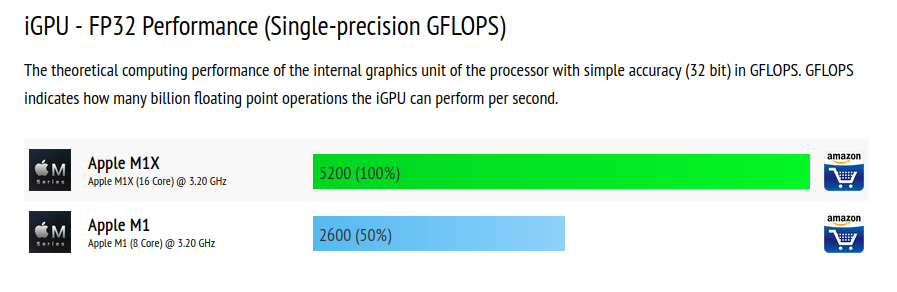 iGPU - FP32 Performance (Single-precision GFLOPS)
The theoretical computing performance of the internal graphics unit of the processor with simple accuracy (32 bit) in GFLOPS. GFLOPS
indicates how many billion floating point operations the iGPU can perform per second.
M
Series
Apple M1X
Apple M1X (16 Core) @ 3.20 GHz
5200 (100%)
amazon
M
Series
Apple M1
Apple M1 (8 Core) @ 3.20 GHz
2600 (50%)
amazon